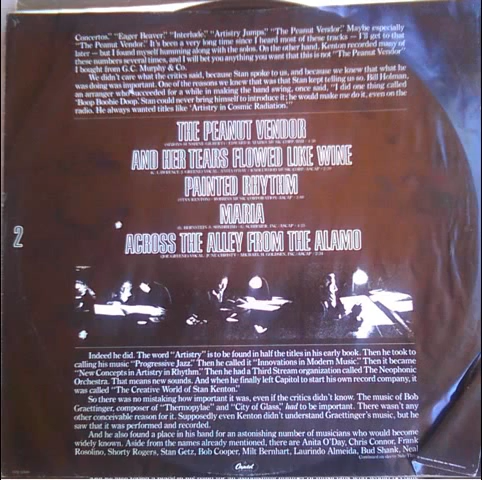 Concertos." "Eager Beaver," "Interlude," "Artistry Jumps," "The Peanut Vendor." Maybe especially
"The Peanut Vendor." It's been a very long time since I heard most of these tracks — I'll get to that
later — but I found myself humming along with the solos. On the other hand, Kenton recorded many of
these numbers several times, and I will bet you anything you want that this is not "The Peanut Vendor"
I bought from G.C. Murphy & Co.
We didn't care what the critics said, because Stan spoke to us, and because we knew that what he
was doing was important. One of the reasons we knew that was that Stan kept telling us so. Bill Holman,
an arranger who succeeded for a while in making the band swing, once said, "I did one thing called
'Boop Boobie Doop.' Stan could never bring himself to introduce it; he would make me do it, even on the
radio. He always wanted titles like 'Artistry in Cosmic Radiation.'"
THE PEANUT VENDOR
AND HER TEARS FLOWED LIKE WINE
PAINTED RHYTHM
MARIA
2
ACROSS THE ALLEY FROM THE ALAMO
Indeed he did. The word "Artistry" is to be found in half the titles in his early book. Then he took to
calling his music "Progressive Jazz." Then he called it "Innovations in Modern Music." Then it became
"New Concepts in Artistry in Rhythm." Then he had a Third Stream organization called The Neophonic
Orchestra. That means new sounds. And when he finally left Capitol to start his own record company, it
was called "The Creative World of Stan Kenton."
So there was no mistaking how important it was, even if the critics didn't know. The music of Bob
Graettinger, composer of "Thermopylae" and "City of Glass," had to be important. There wasn't any
other conceivable reason for it. Supposedly even Kenton didn't understand Graettinger's music, but he
saw that it was performed and recorded.
And he also found a place in his band for an astonishing number of musicians who would become
widely known. Aside from the names already mentioned, there are Anita O'Day, Chris Connor, Frank
Rosolino, Shorty Rogers, Stan Getz, Bob Cooper, Milt Bernhart, Laurindo Almeida, Bud Shank, Neal
Capitol